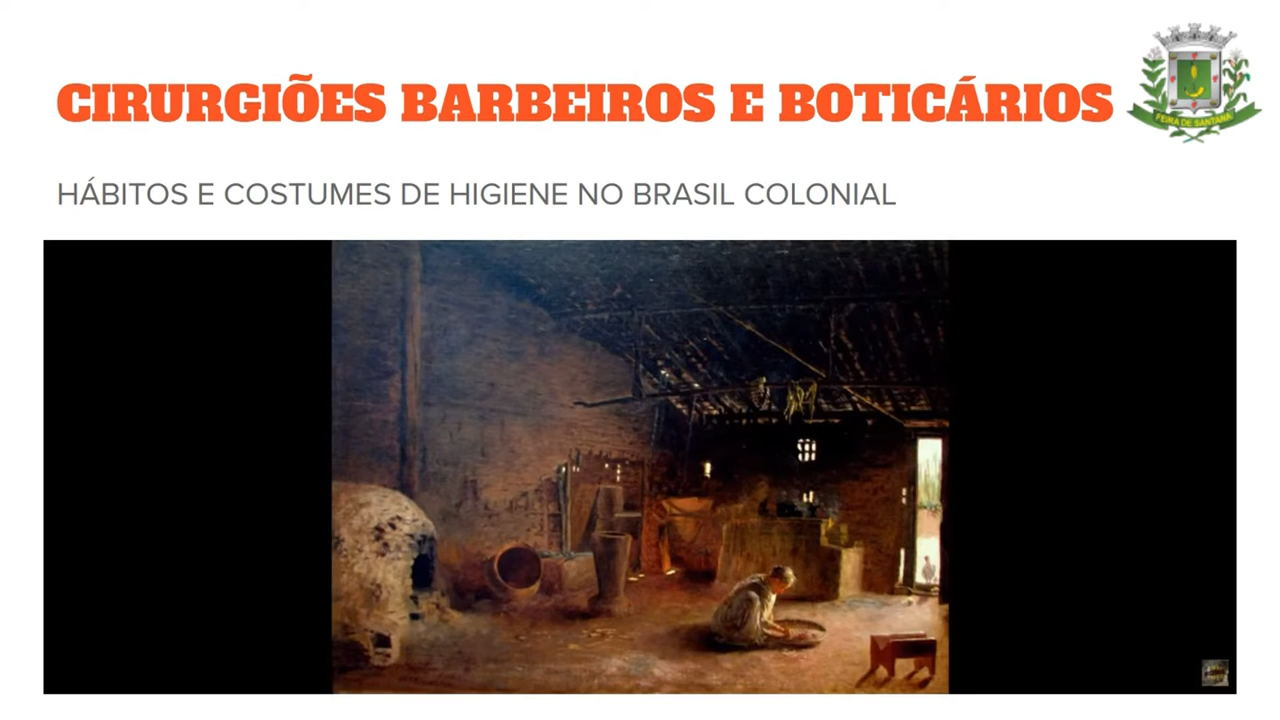 CIRURGIÕES BARBEIROS E BOTICÁRIOS
FEIRA DE SANTANA
HÁBITOS E COSTUMES DE HIGIENE NO BRASIL COLONIAL